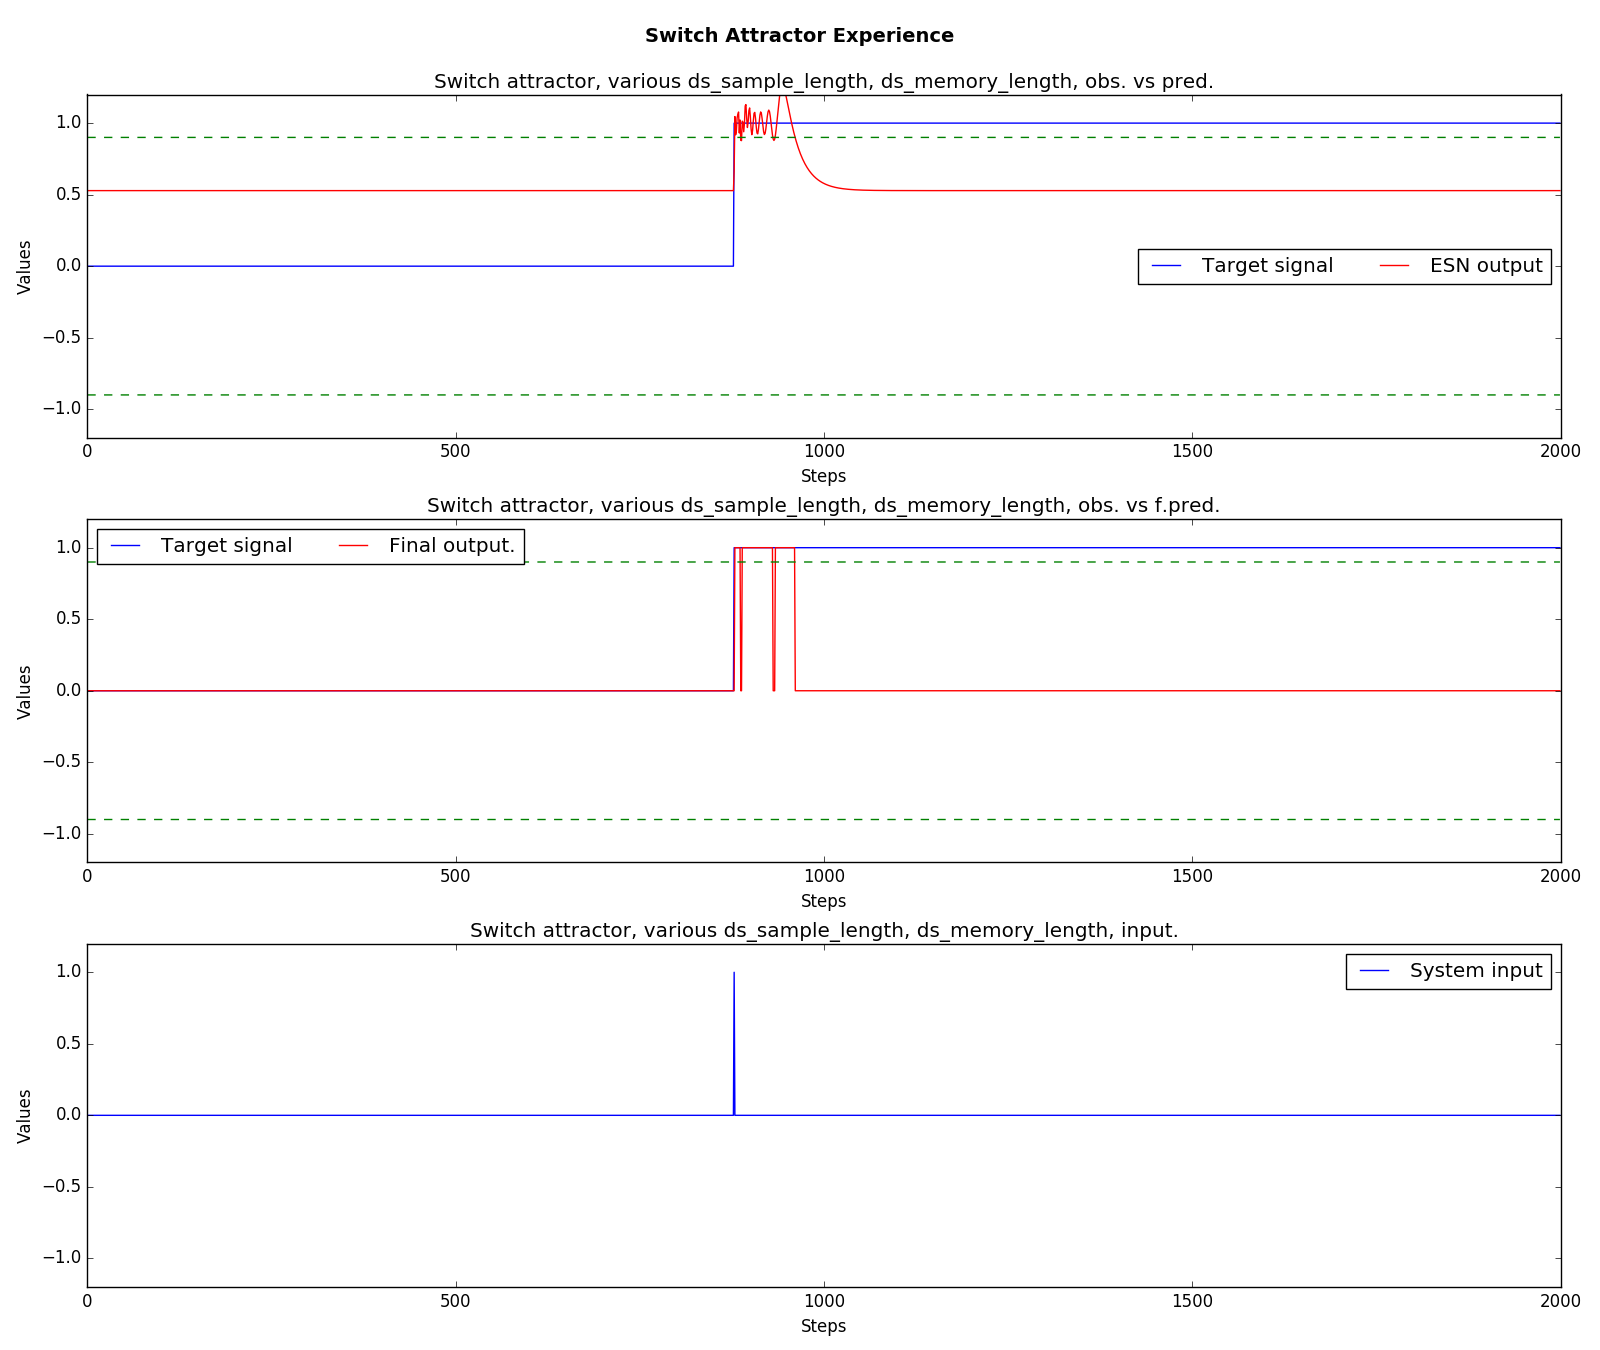 Switch Attractor Experience
Switch attractor, various ds_sample_length, ds_memory_length, obs. vs pred.
1.0
0.5
0.0
−0.5
−1.0
Values
Target signal ESN output
0 500 1000 1500 2000
Steps
Switch attractor, various ds_sample_length, ds_memory_length, obs. vs f.pred.
Target signal Final output.
1.0
0.5
0.0
−0.5
−1.0
Values
0 500 1000 1500 2000
Steps
Switch attractor, various ds_sample_length, ds_memory_length, input.
System input
1.0
0.5
0.0
−0.5
−1.0
Values
0 500 1000 1500 2000
Steps